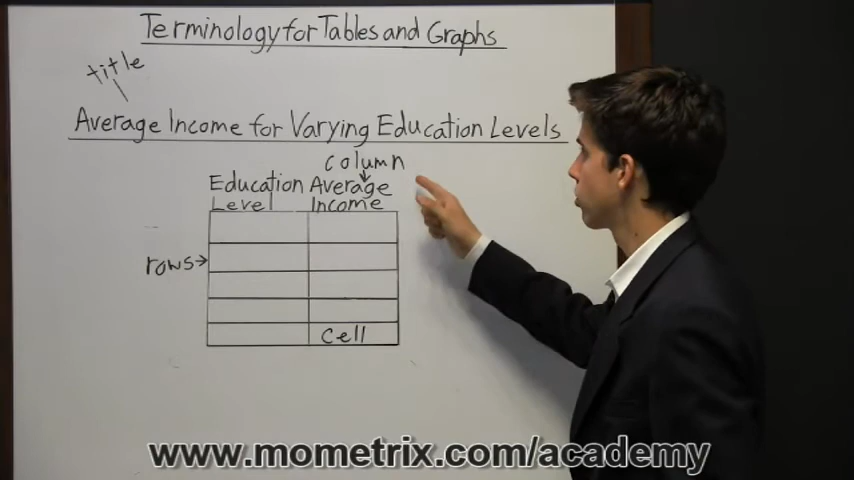 Terminology for Tables and Graphs
title
Average Income for Varying Education Levels
column
Education Average
Level Income
rows
Cell
www.mometrix.com/academy